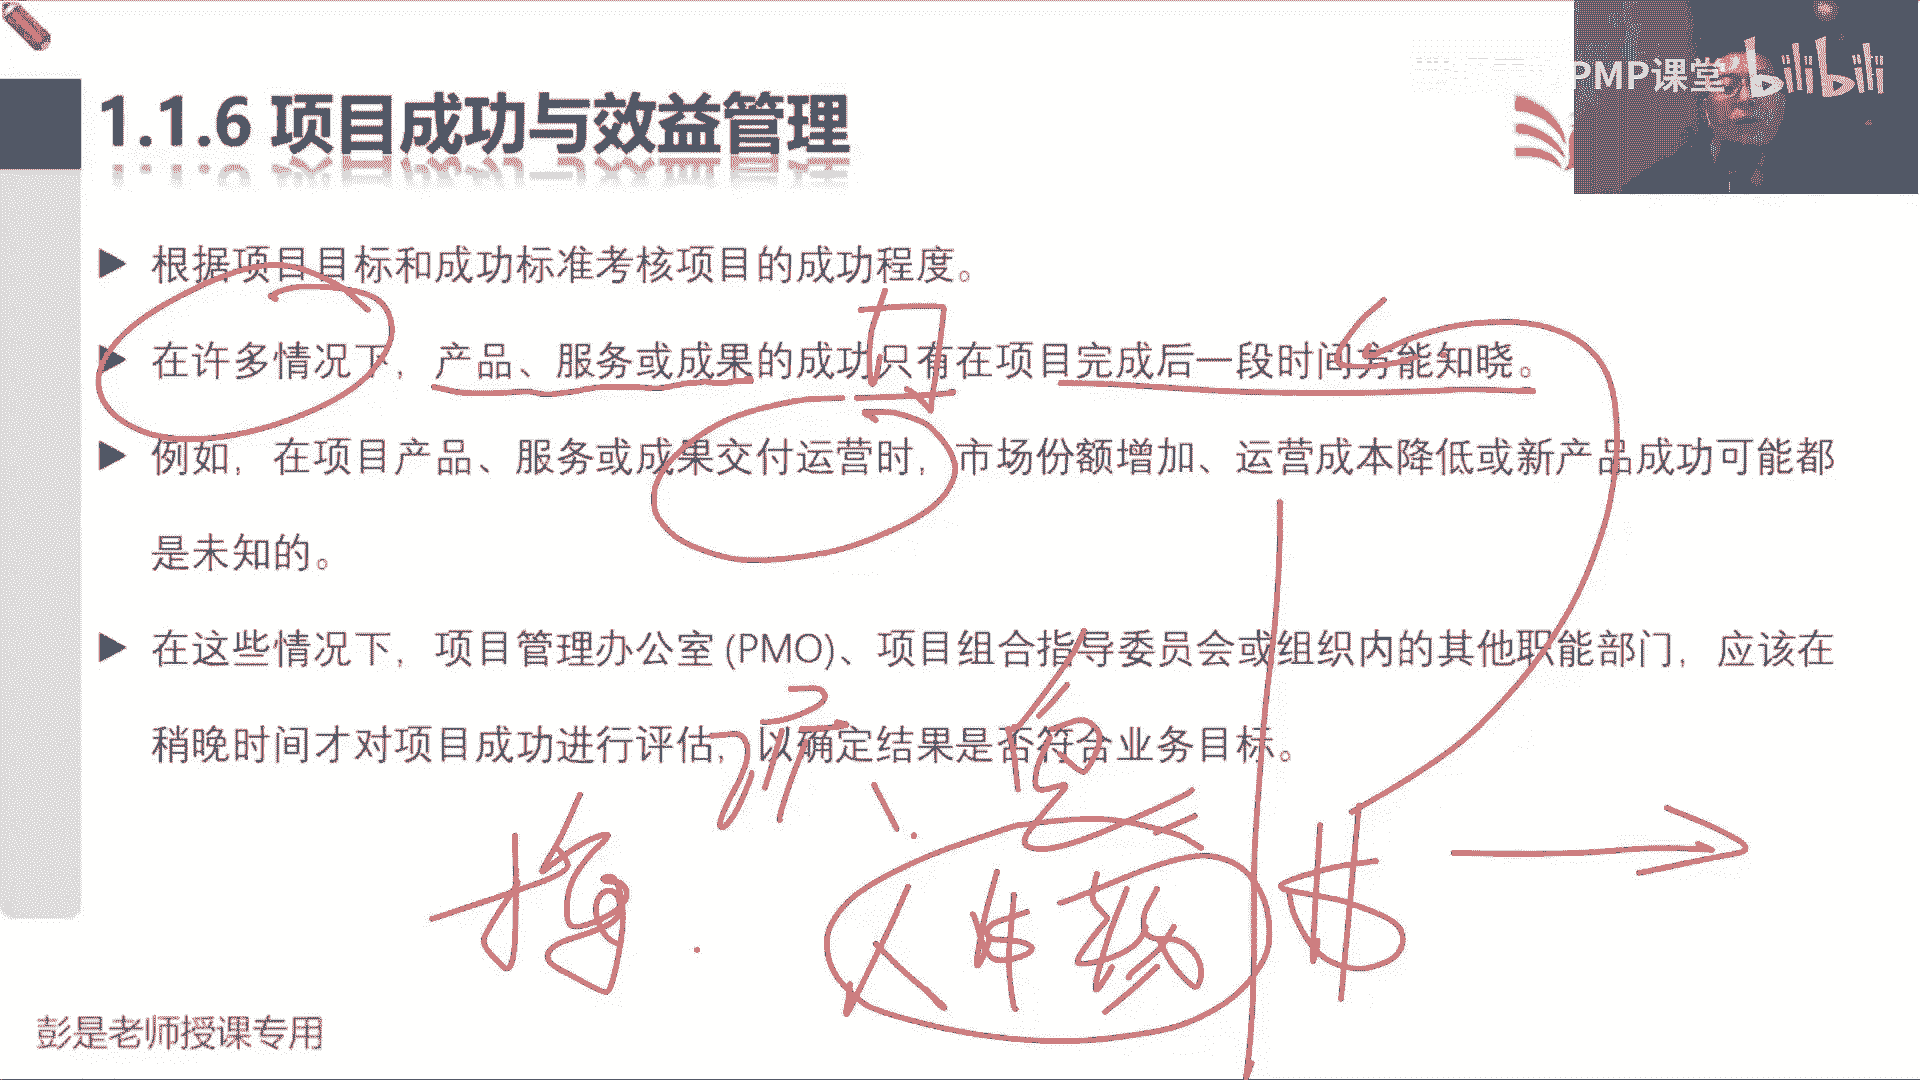 PMP课堂 bilibili
1.1.6 项目成功与效益管理
根据项目目标和成功标准考核项目的成功程度。
在许多情况下，产品、服务或成果的成功只有在项目完成后一段时间方能知晓。
例如，在项目产品、服务或成果交付运营时，市场份额增加、运营成本降低或新产品成功可能都
是未知的。
在这些情况下，项目管理办公室 (PMO)、项目组合指导委员会或组织内的其他职能部门，应该在
稍晚时间才对项目成功进行评估，以确定结果是否符合业务目标。
彭是老师授课专用